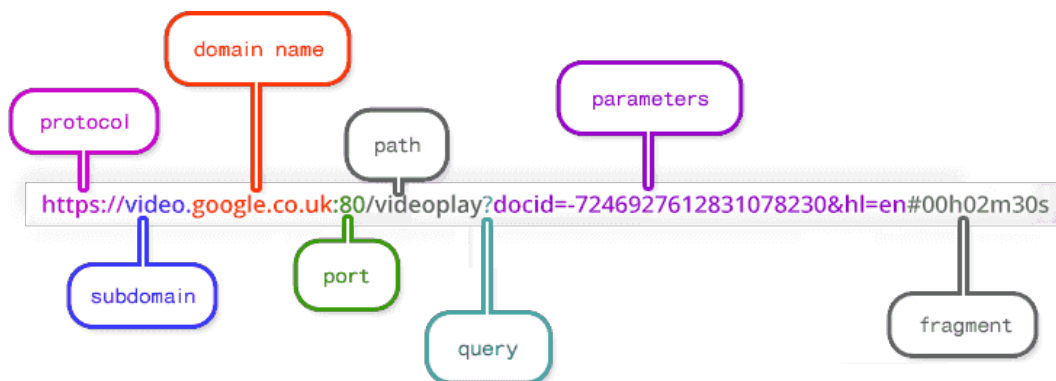 domain name
protocol
path
parameters
https://video.google.co.uk:80/videoplay?docid=-7246927612831078230&hl=en#00h02m30s
subdomain
port
query
fragment